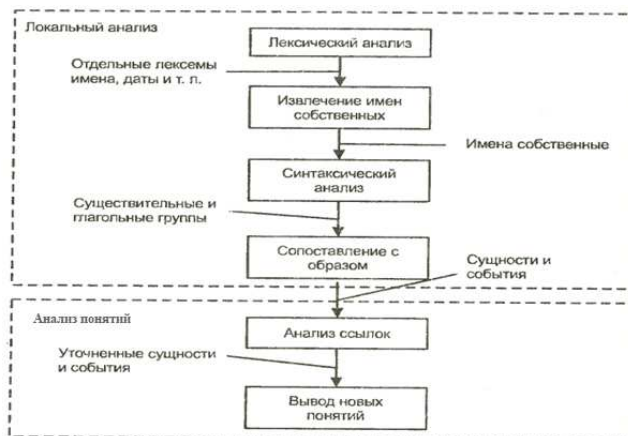 Локальный анализ
Лексический анализ
Отдельные лексемы
имена, даты и т. п.
Извлечение имен
собственных
Имена собственные
Синтаксический
анализ
Существительные и
глагольные группы
Сопоставление с
образом
Сущности и
события
Анализ понятий
Анализ ссылок
Уточненные сущности
и события
Вывод новых
понятий